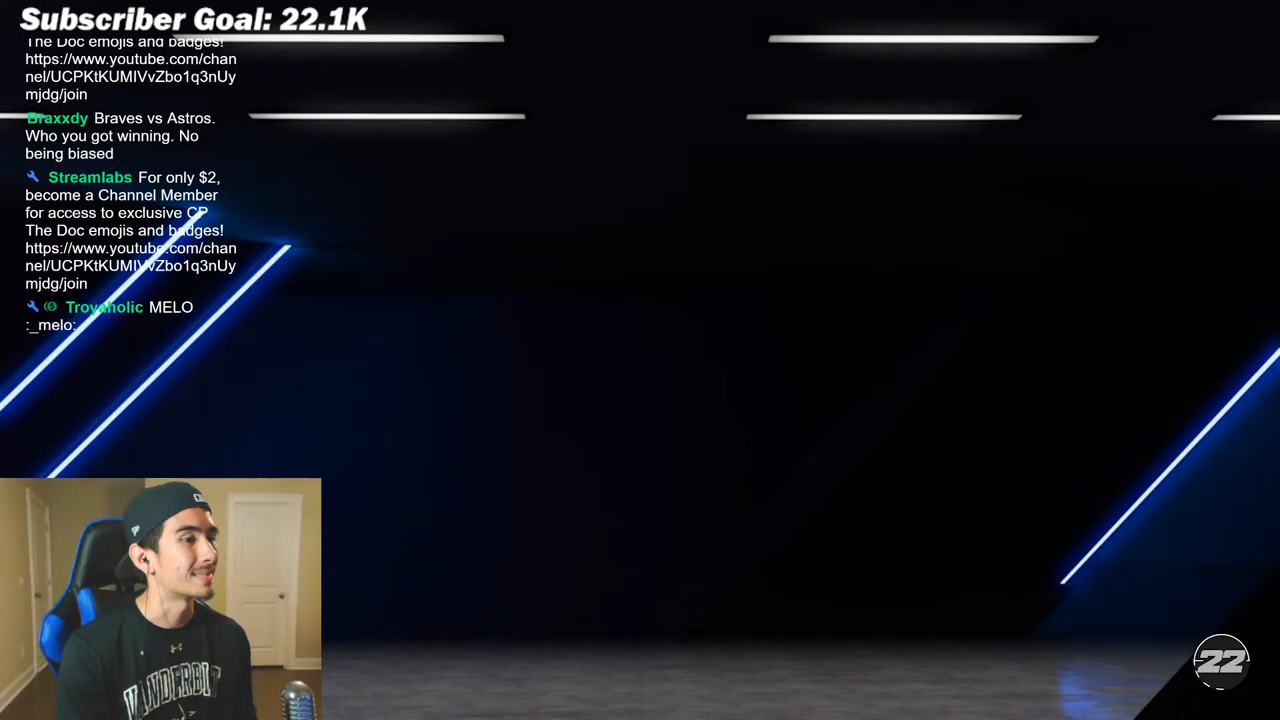 Subscriber Goal: 22.1K
The Doc emojis and badges!
https://www.youtube.com/chan
nel/UCPKtKUMIVvZbo1q3nUy
mjdg/join
Braxxdy Braves vs Astros.
Who you got winning. No
being biased
Streamlabs For only $2,
become a Channel Member
for access to exclusive CP
The Doc emojis and badges!
https://www.youtube.com/chan
nel/UCPKtKUMIVvZbo1q3nUy
mjdg/join
Troyaholic MELO
:_melo:
VANDERBILT
22